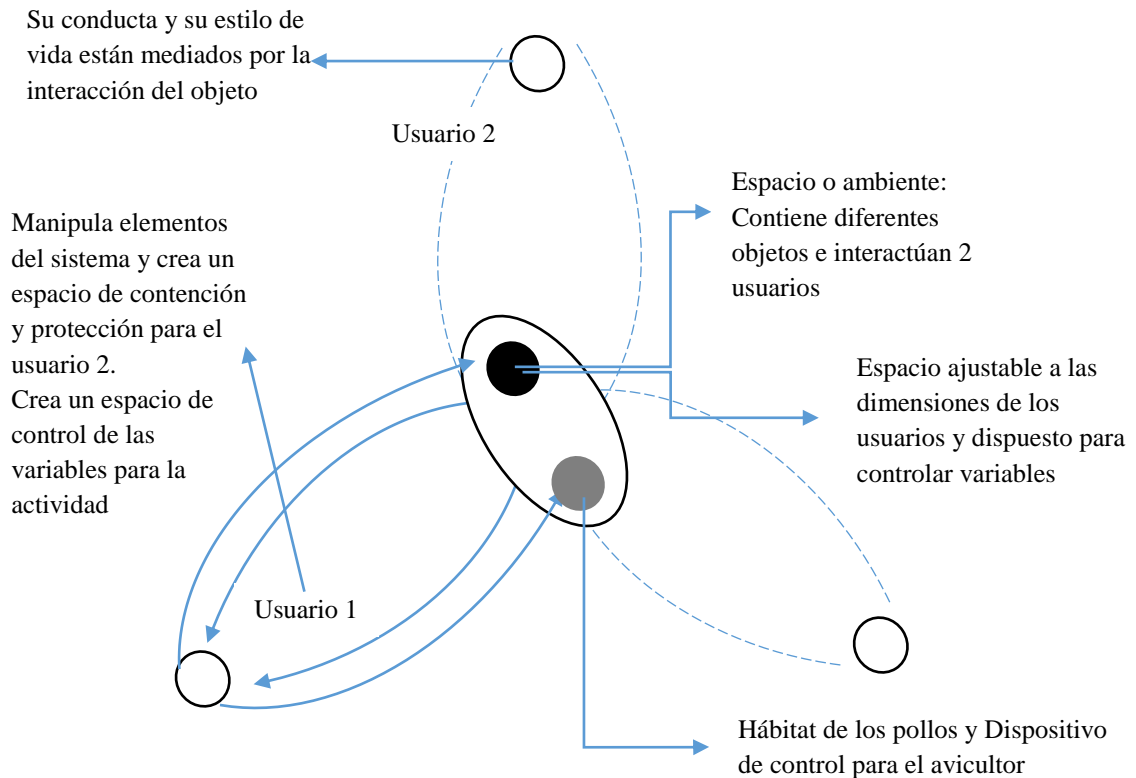 Su conducta y su estilo de
vida están mediados por la
interacción del objeto
Usuario 2
Espacio o ambiente:
Contiene diferentes
objetos e interactúan 2
usuarios
Manipula elementos
del sistema y crea un
espacio de contención
y protección para el
usuario 2.
Crea un espacio de
control de las
variables para la
actividad
Espacio ajustable a las
dimensiones de los
usuarios y dispuesto para
controlar variables
Usuario 1
Hábitat de los pollos y Dispositivo
de control para el avicultor